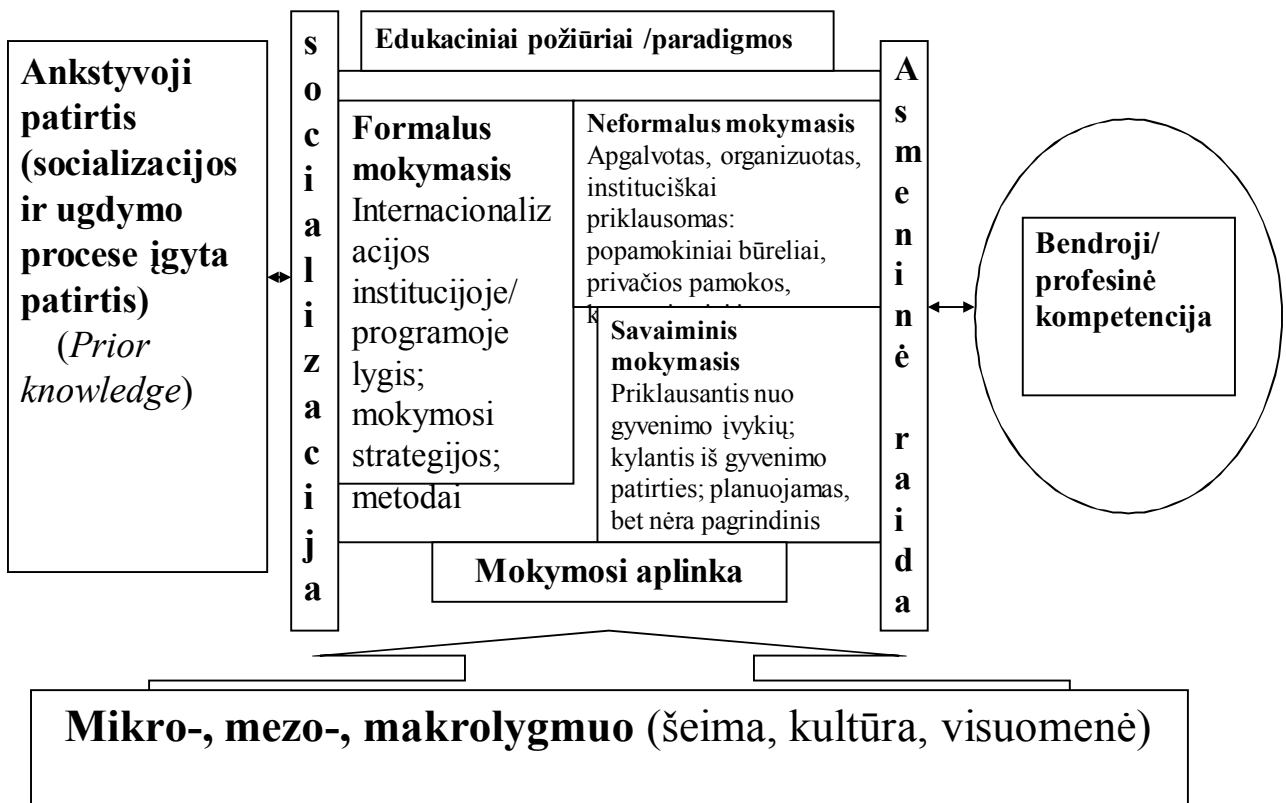 Ankstyvoji
patirtis
(socializacijos
ir ugdymo
procese įgyta
patirtis)
(Prior
knowledge)
socializacija
Edukaciniai požiūriai /paradigmos
Formalus
mokymasis
Internacionaliz
acijos
institucijoje/
programoje
lygis;
mokymosi
strategijos;
metodai
Neformalus mokymasis
Apgalvotas, organizuotas,
instituciškai
priklausomas:
popamokiniai būreliai,
privačios pamokos,
Savaiminis
mokymasis
Priklausantis nuo
gyvenimo įvykių;
kylantis iš gyvenimo
patirties; planuojamas,
bet nėra pagrindinis
Mokymosi aplinka
Asmeninė raida
Bendroji/
profesinė
kompetencija
Mikro-, mezo-, makrolygmuo (šeima, kultūra, visuomenė)